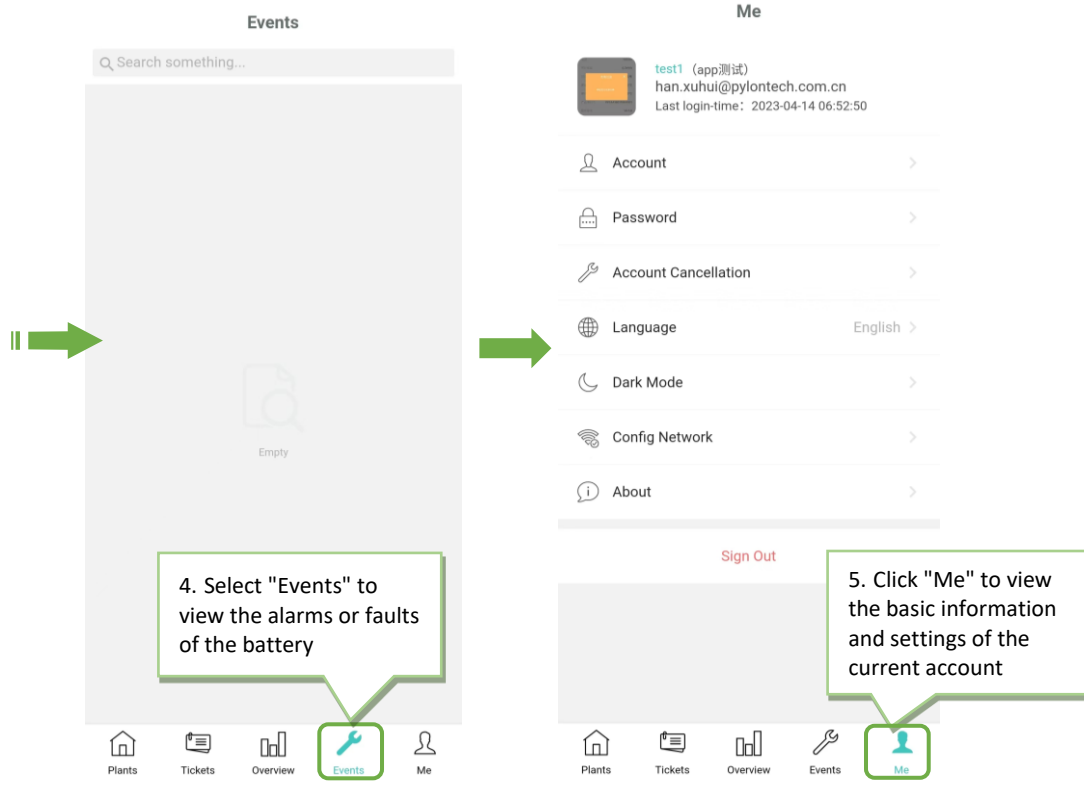 Events
Search something...
Empty
4. Select "Events" to
view the alarms or faults
of the battery
Plants
Tickets
Overview
Events
Me
Me
test1（app测试）
han.xuhui@pylontech.com.cn
Last login-time：2023-04-14 06:52:50
Account
Password
Account Cancellation
Language English
Dark Mode
Config Network
About
Sign Out
5. Click "Me" to view
the basic information
and settings of the
current account
Plants
Tickets
Overview
Events
Me